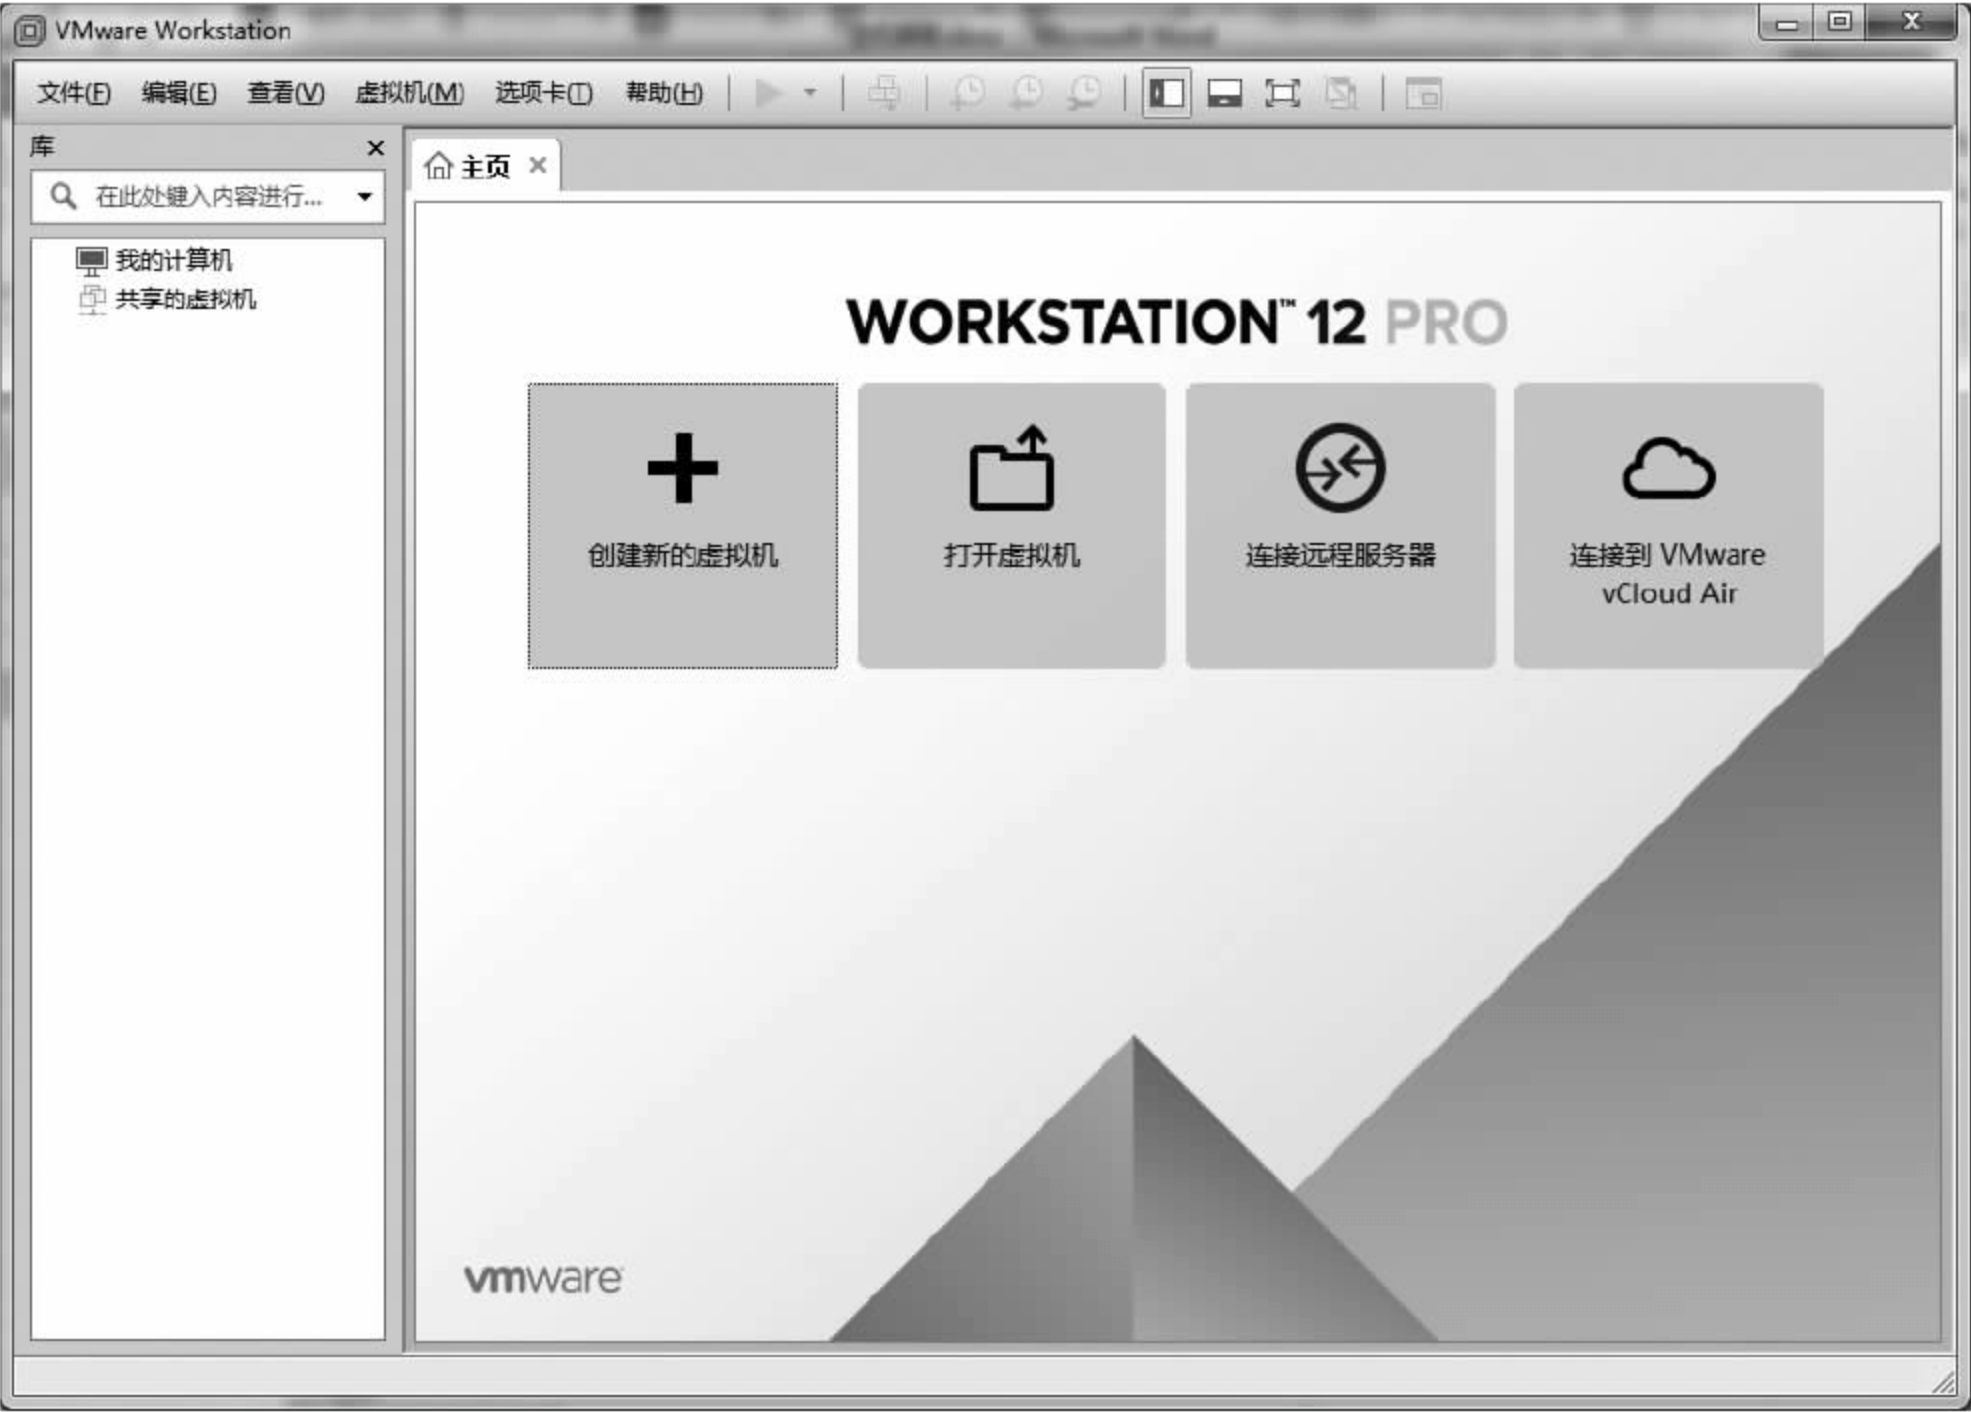 VMware Workstation
文件(F) 编辑(E) 查看(V) 虚拟机(M) 选项卡(T) 帮助(H)
库
主页
在此处键入内容进行...
我的计算机
共享的虚拟机
WORKSTATION™ 12 PRO
创建新的虚拟机
打开虚拟机
连接远程服务器
连接到 VMware
vCloud Air
vmware